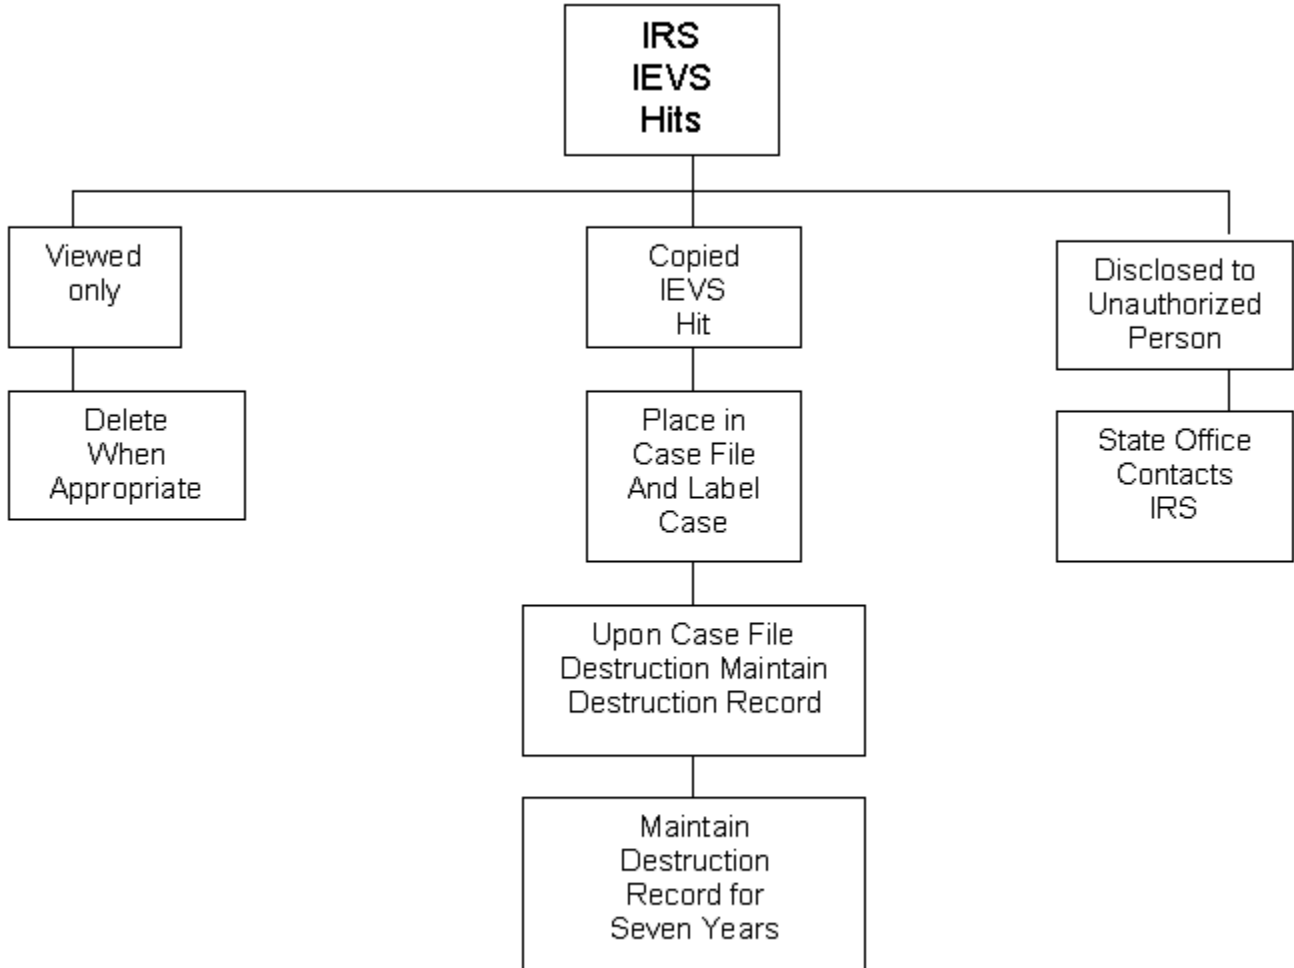 IRS
IEVS
Hits
Viewed
only
Copied
IEVS
Hit
Disclosed to
Unauthorized
Person
Delete
When
Appropriate
Place in
Case File
And Label
Case
State Office
Contacts
IRS
Upon Case File
Destruction Maintain
Destruction Record
Maintain
Destruction
Record for
Seven Years